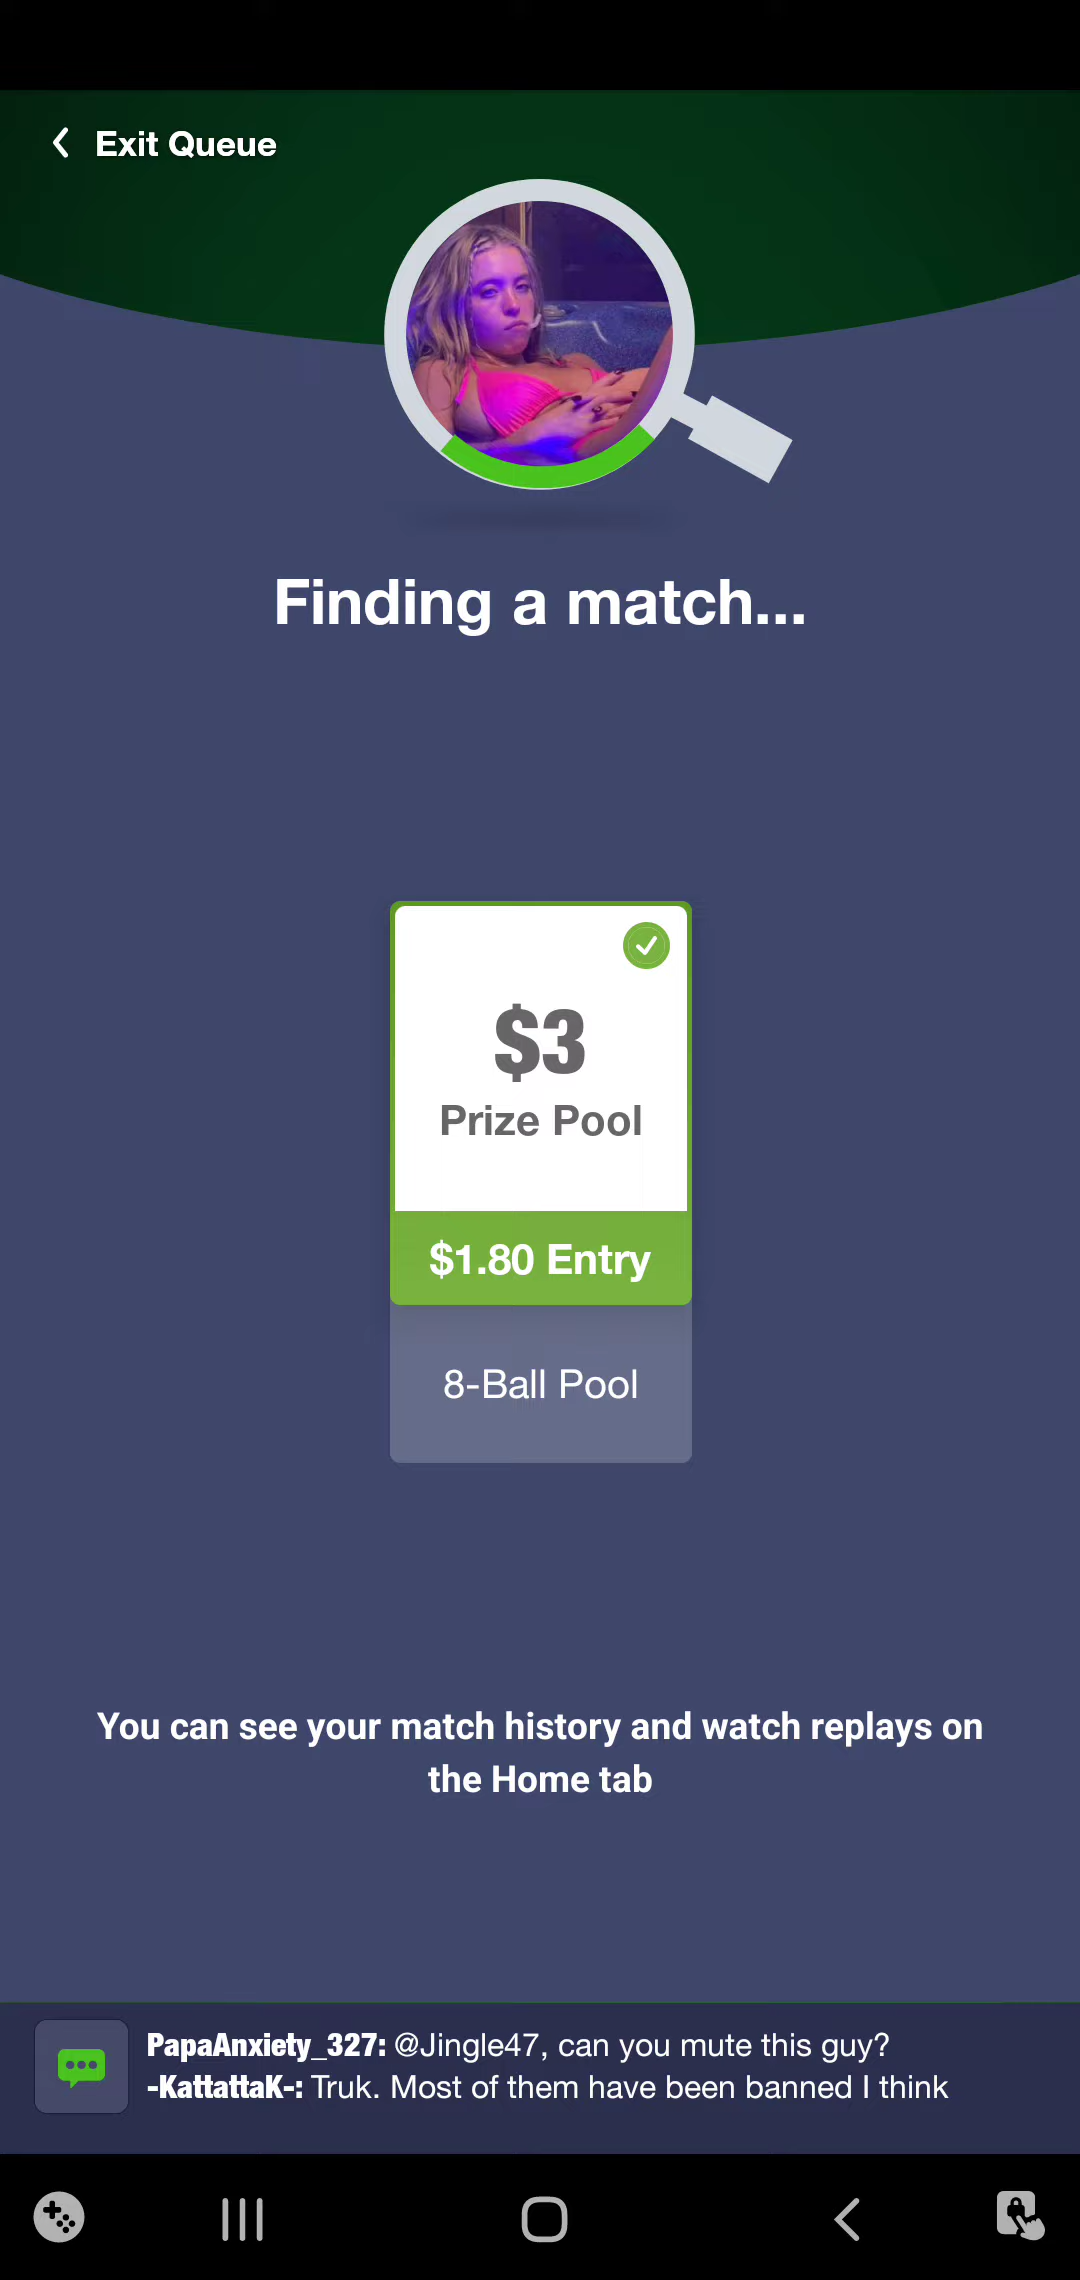 Exit Queue
Finding a match...
$3
Prize Pool
$1.80 Entry
8-Ball Pool
You can see your match history and watch replays on
the Home tab
PapaAnxiety_327: @Jingle47, can you mute this guy?
-KattattaK-: Truk. Most of them have been banned I think